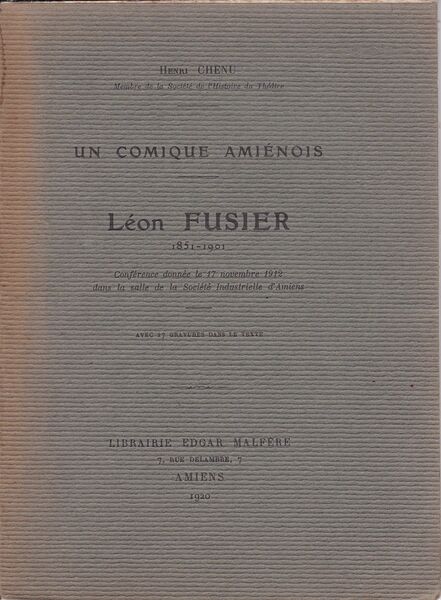 Henri CHENU
Membre de la Société de l'Histoire du Théâtre
UN COMIQUE AMIÉNOIS
Léon FUSIER
1851-1901
Conférence donnée le 17 novembre 1912
dans la salle de la Société Industrielle d'Amiens
AVEC 17 GRAVURES DANS LE TEXTE
LIBRAIRIE EDGAR MALFÈRE
7, RUE DELAMBRE, 7
AMIENS
1920